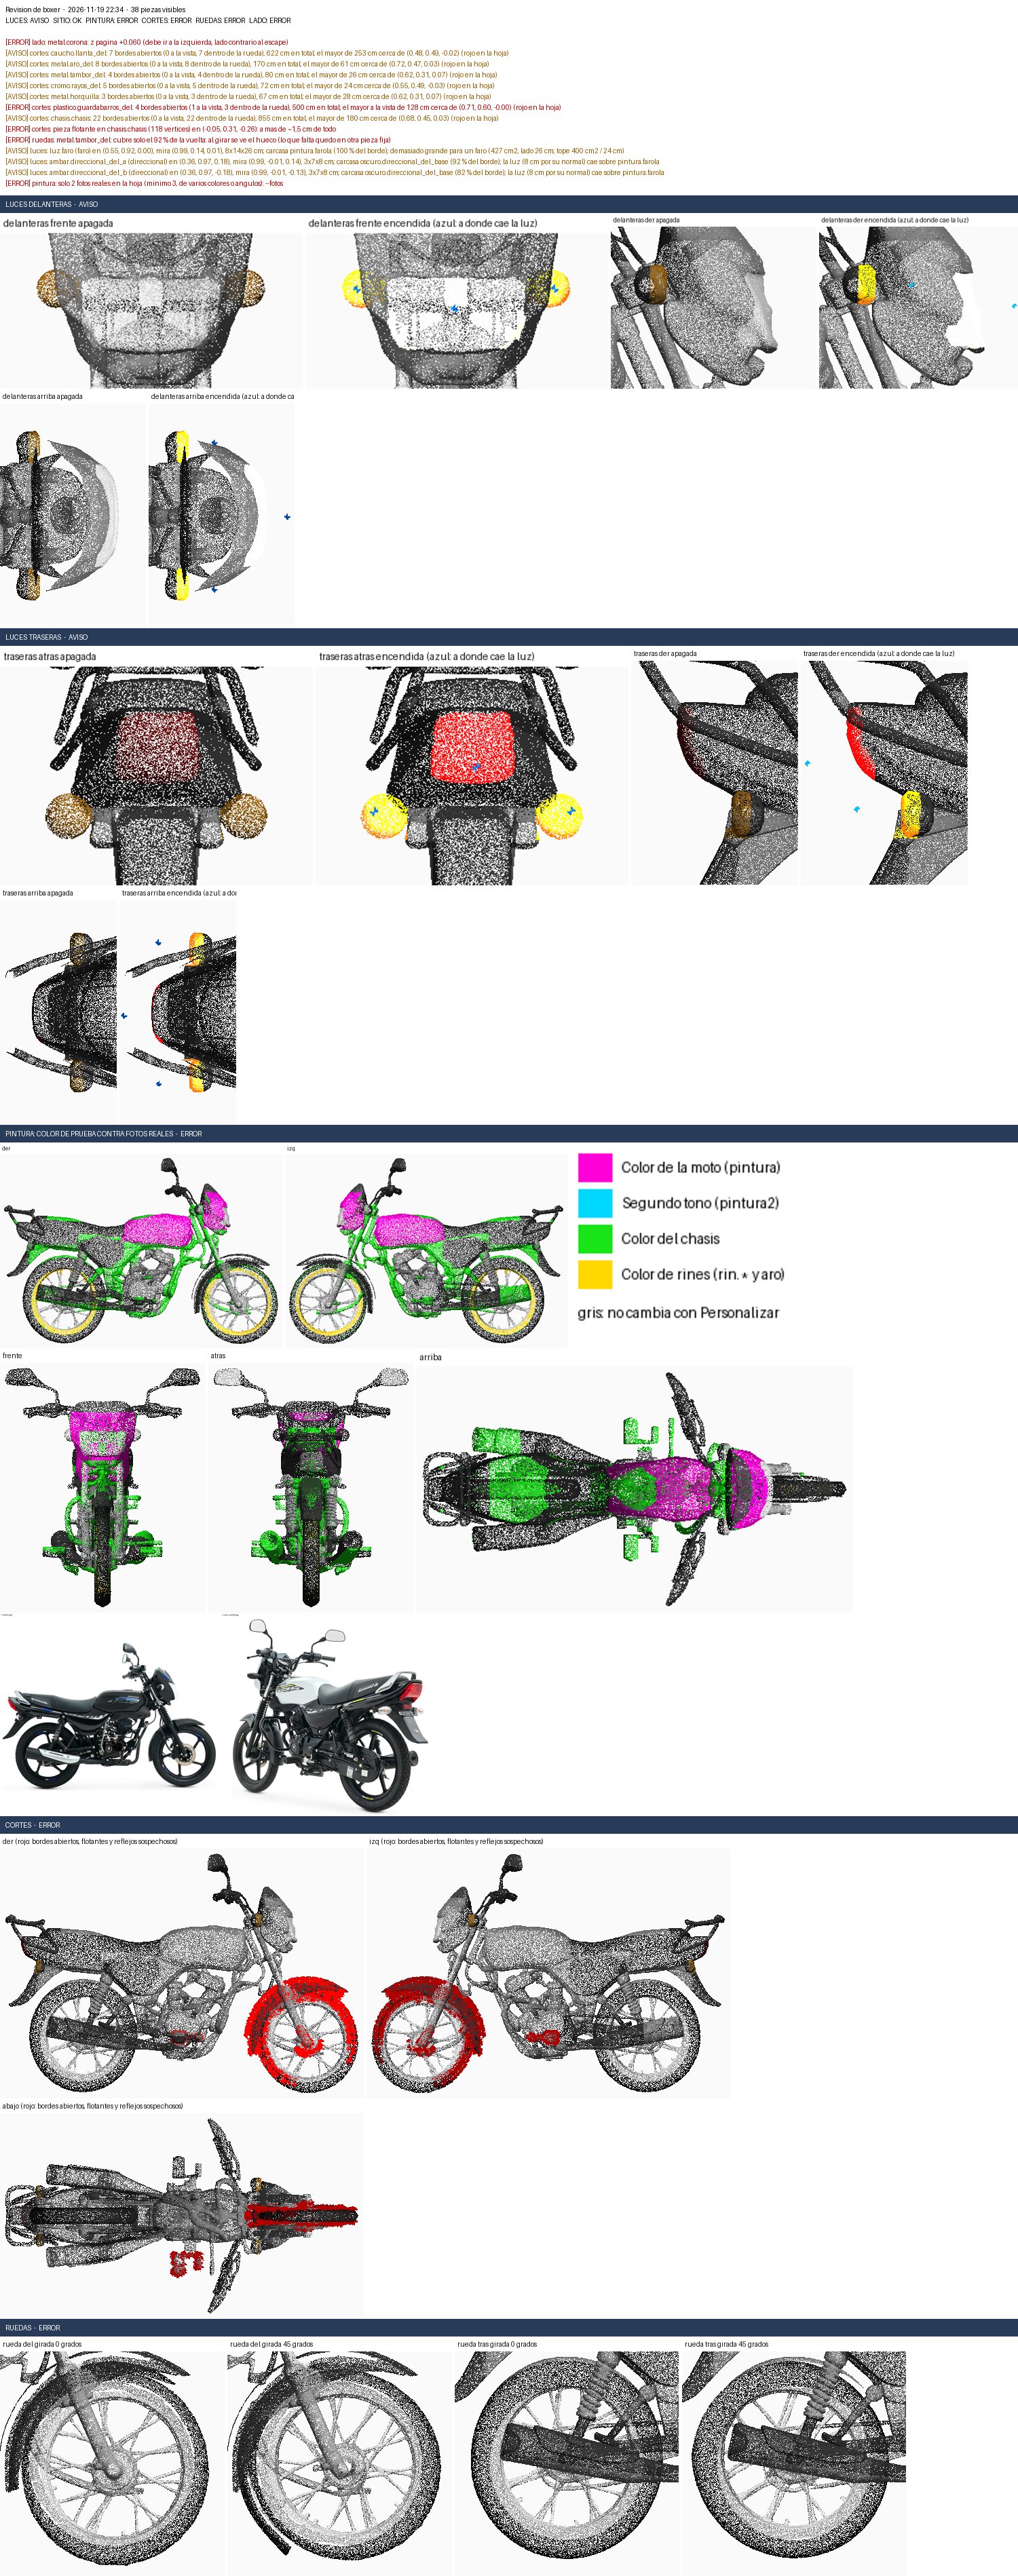 Revision de boxer - 2026-11-19 22:34 - 38 piezas visibles
LUCES: AVISO SITIO: OK PINTURA: ERROR CORTES: ERROR RUEDAS: ERROR LADO: ERROR
[ERROR] lado: metal.corona: z pagina +0.060 (debe ir a la izquierda, lado contrario al escape)
[AVISO] cortes: caucho.llanta_del: 7 bordes abiertos (0 a la vista, 7 dentro de la rueda), 622 cm en total; el mayor de 253 cm cerca de (0.48, 0.49, -0.02) (rojo en la hoja)
[AVISO] cortes: metal.aro_del: 8 bordes abiertos (0 a la vista, 8 dentro de la rueda), 170 cm en total; el mayor de 61 cm cerca de (0.72, 0.47, 0.03) (rojo en la hoja)
[AVISO] cortes: metal.tambor_del: 4 bordes abiertos (0 a la vista, 4 dentro de la rueda), 80 cm en total; el mayor de 26 cm cerca de (0.62, 0.31, 0.07) (rojo en la hoja)
[AVISO] cortes: cromo.rayos_del: 5 bordes abiertos (0 a la vista, 5 dentro de la rueda), 72 cm en total; el mayor de 24 cm cerca de (0.55, 0.49, -0.03) (rojo en la hoja)
[AVISO] cortes: metal.horquilla: 3 bordes abiertos (0 a la vista, 3 dentro de la rueda), 67 cm en total; el mayor de 28 cm cerca de (0.62, 0.31, 0.07) (rojo en la hoja)
[ERROR] cortes: plastico.guardabarros_del: 4 bordes abiertos (1 a la vista, 3 dentro de la rueda), 500 cm en total; el mayor a la vista de 128 cm cerca de (0.71, 0.60, -0.00) (rojo en la hoja)
[AVISO] cortes: chasis.chasis: 22 bordes abiertos (0 a la vista, 22 dentro de la rueda), 855 cm en total; el mayor de 180 cm cerca de (0.68, 0.45, 0.03) (rojo en la hoja)
[ERROR] cortes: pieza flotante en chasis.chasis (118 vertices) en (-0.05, 0.31, -0.26): a mas de ~1,5 cm de todo
[ERROR] ruedas: metal.tambor_del: cubre solo el 92 % de la vuelta: al girar se ve el hueco (lo que falta quedo en otra pieza fija)
[AVISO] luces: luz faro (faro) en (0.55, 0.92, 0.00), mira (0.99, 0.14, 0.01), 8x14x26 cm; carcasa pintura.farola (100 % del borde); demasiado grande para un faro (427 cm2, lado 26 cm; tope 400 cm2 / 24 cm)
[AVISO] luces: ambar.direccional_del_a (direccional) en (0.36, 0.97, 0.18), mira (0.99, -0.01, 0.14), 3x7x8 cm; carcasa oscuro.direccional_del_base (92 % del borde); la luz (8 cm por su normal) cae sobre pintura.farola
[AVISO] luces: ambar.direccional_del_b (direccional) en (0.36, 0.97, -0.18), mira (0.99, -0.01, -0.13), 3x7x8 cm; carcasa oscuro.direccional_del_base (82 % del borde); la luz (8 cm por su normal) cae sobre pintura.farola
[ERROR] pintura: solo 2 fotos reales en la hoja (minimo 3, de varios colores o angulos): --fotos
LUCES DELANTERAS - AVISO
delanteras frente apagada
delanteras frente encendida (azul: a donde cae la luz)
delanteras der apagada
delanteras der encendida (azul: a donde cae la luz)
delanteras arriba apagada
delanteras arriba encendida (azul: a donde ca
LUCES TRASERAS - AVISO
traseras atras apagada
traseras atras encendida (azul: a donde cae la luz)
traseras der apagada
traseras der encendida (azul: a donde cae la luz)
traseras arriba apagada
traseras arriba encendida (azul: a don
PINTURA: COLOR DE PRUEBA CONTRA FOTOS REALES - ERROR
der
izq
Color de la moto (pintura)
Segundo tono (pintura2)
Color del chasis
Color de rines (rin.* y aro)
gris: no cambia con Personalizar
frente
atras
arriba
CORTES - ERROR
der (rojo: bordes abiertos, flotantes y reflejos sospechosos)
izq (rojo: bordes abiertos, flotantes y reflejos sospechosos)
abajo (rojo: bordes abiertos, flotantes y reflejos sospechosos)
RUEDAS - ERROR
rueda del girada 0 grados
rueda del girada 45 grados
rueda tras girada 0 grados
rueda tras girada 45 grados